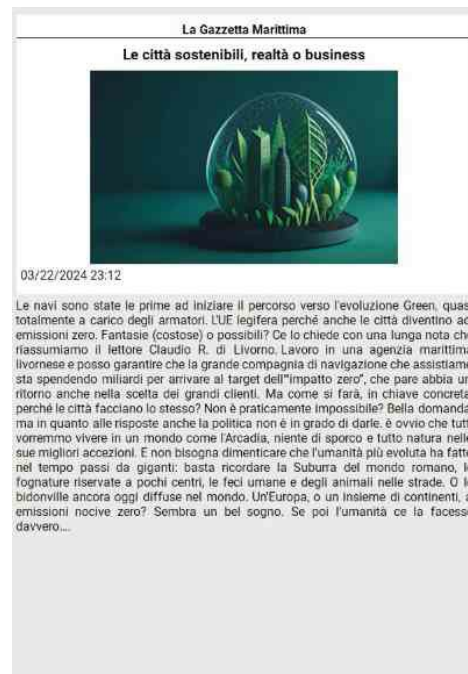 La Gazzetta Marittima
Le città sostenibili, realtà o business
03/22/2024 23:12
Le navi sono state le prime ad iniziare il percorso verso l'evoluzione Green, quas
totalmente a carico degli armatori. L'UE legifera perché anche le città diventino ad
emissioni zero. Fantasie (costose) o possibili? Ce lo chiede con una lunga nota che
riassumiamo il lettore Claudio R. di Livorno. Lavoro in una agenzia marittima
livornese e posso garantire che la grande compagnia di navigazione che assistiamo
sta spendendo miliardi per arrivare al target dell'"impatto zero", che pare abbia un
ritorno anche nella scelta dei grandi clienti. Ma come si farà, in chiave concreta
perché le città facciano lo stesso? Non è praticamente impossibile? Bella domanda
ma in quanto alle risposte anche la politica non è in grado di darle. è ovvio che tutt
vorremmo vivere in un mondo come l'Arcadia, niente di sporco e tutto natura nelle
sue migliori accezioni. E non bisogna dimenticare che l'umanità più evoluta ha fatto
nel tempo passi da giganti: basta ricordare la Suburra del mondo romano, le
fognature riservate a pochi centri, le feci umane e degli animali nelle strade. O le
bidonville ancora oggi diffuse nel mondo. Un'Europa, o un insieme di continenti, a
emissioni nocive zero? Sembra un bel sogno. Se poi l'umanità ce la facesse
davvero....